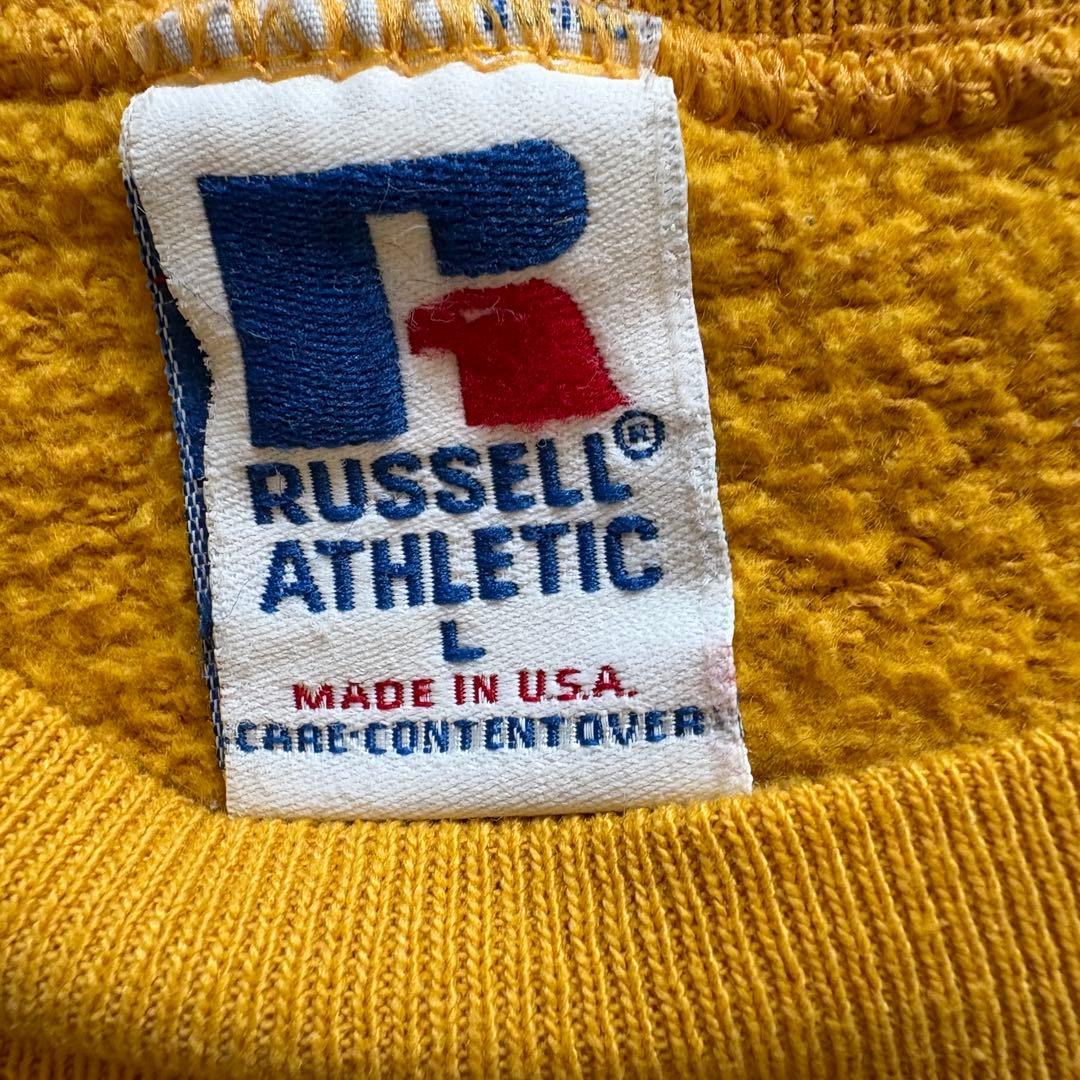 R
RUSSELL®
ATHLETIC
L
MADE IN U.S.A.
CARE-CONTENT OVER